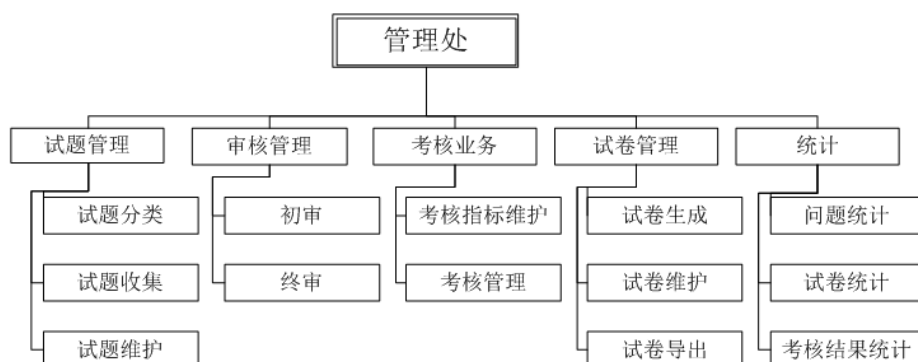 管理处
试题管理
审核管理
考核业务
试卷管理
统计
试题分类
初审
考核指标维护
试卷生成
问题统计
试题收集
终审
考核管理
试卷维护
试卷统计
试题维护
试卷导出
考核结果统计